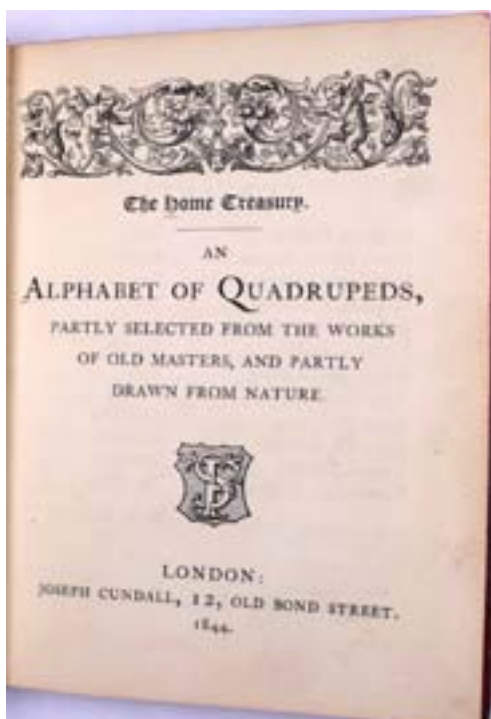 The Home Treasury.
AN
ALPHABET OF QUADRUPEDS,
PARTLY SELECTED FROM THE WORKS
OF OLD MASTERS, AND PARTLY
DRAWN FROM NATURE.
LONDON:
JOSEPH CUNDALL, 12, OLD BOND STREET.
1844.